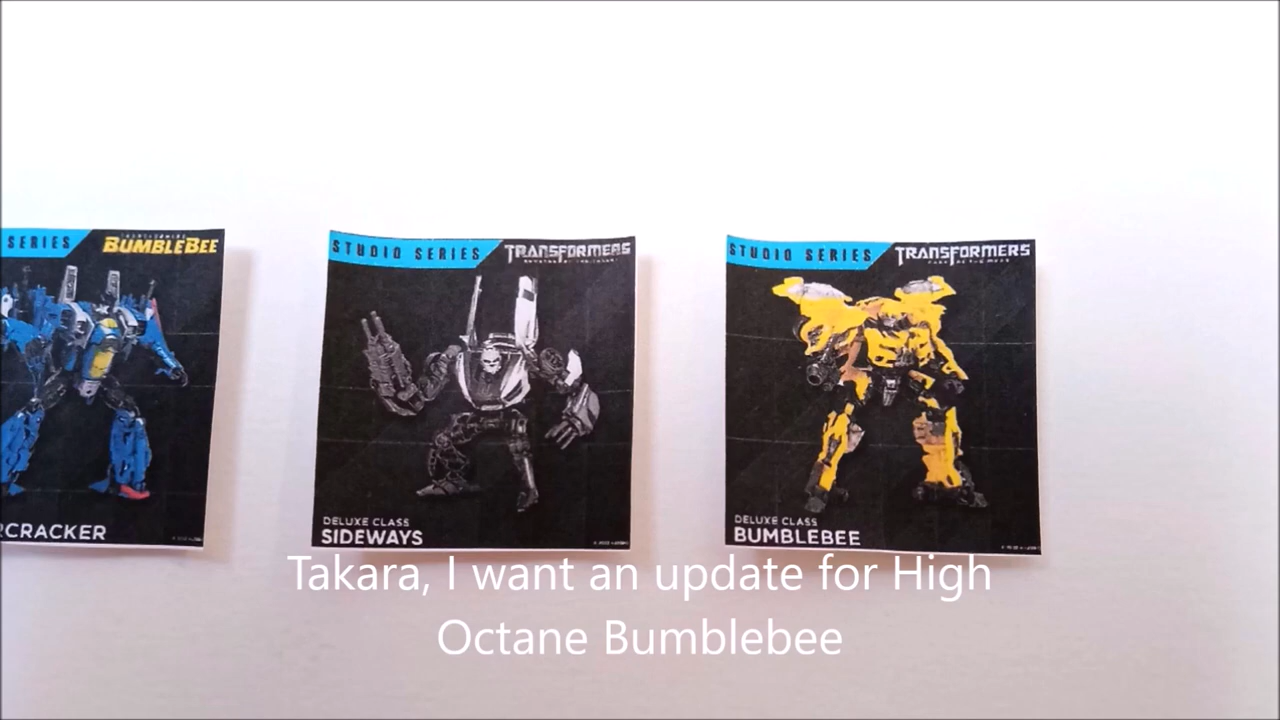 SERIES
BUMBLEBEE
RCRACKER
STUDIO SERIES
TRANSFORMERS
DELUXE CLASS
SIDEWAYS
STUDIO SERIES
TRANSFORMERS
DELUXE CLASS
BUMBLEBEE
Takara, I want an update for High
Octane Bumblebee